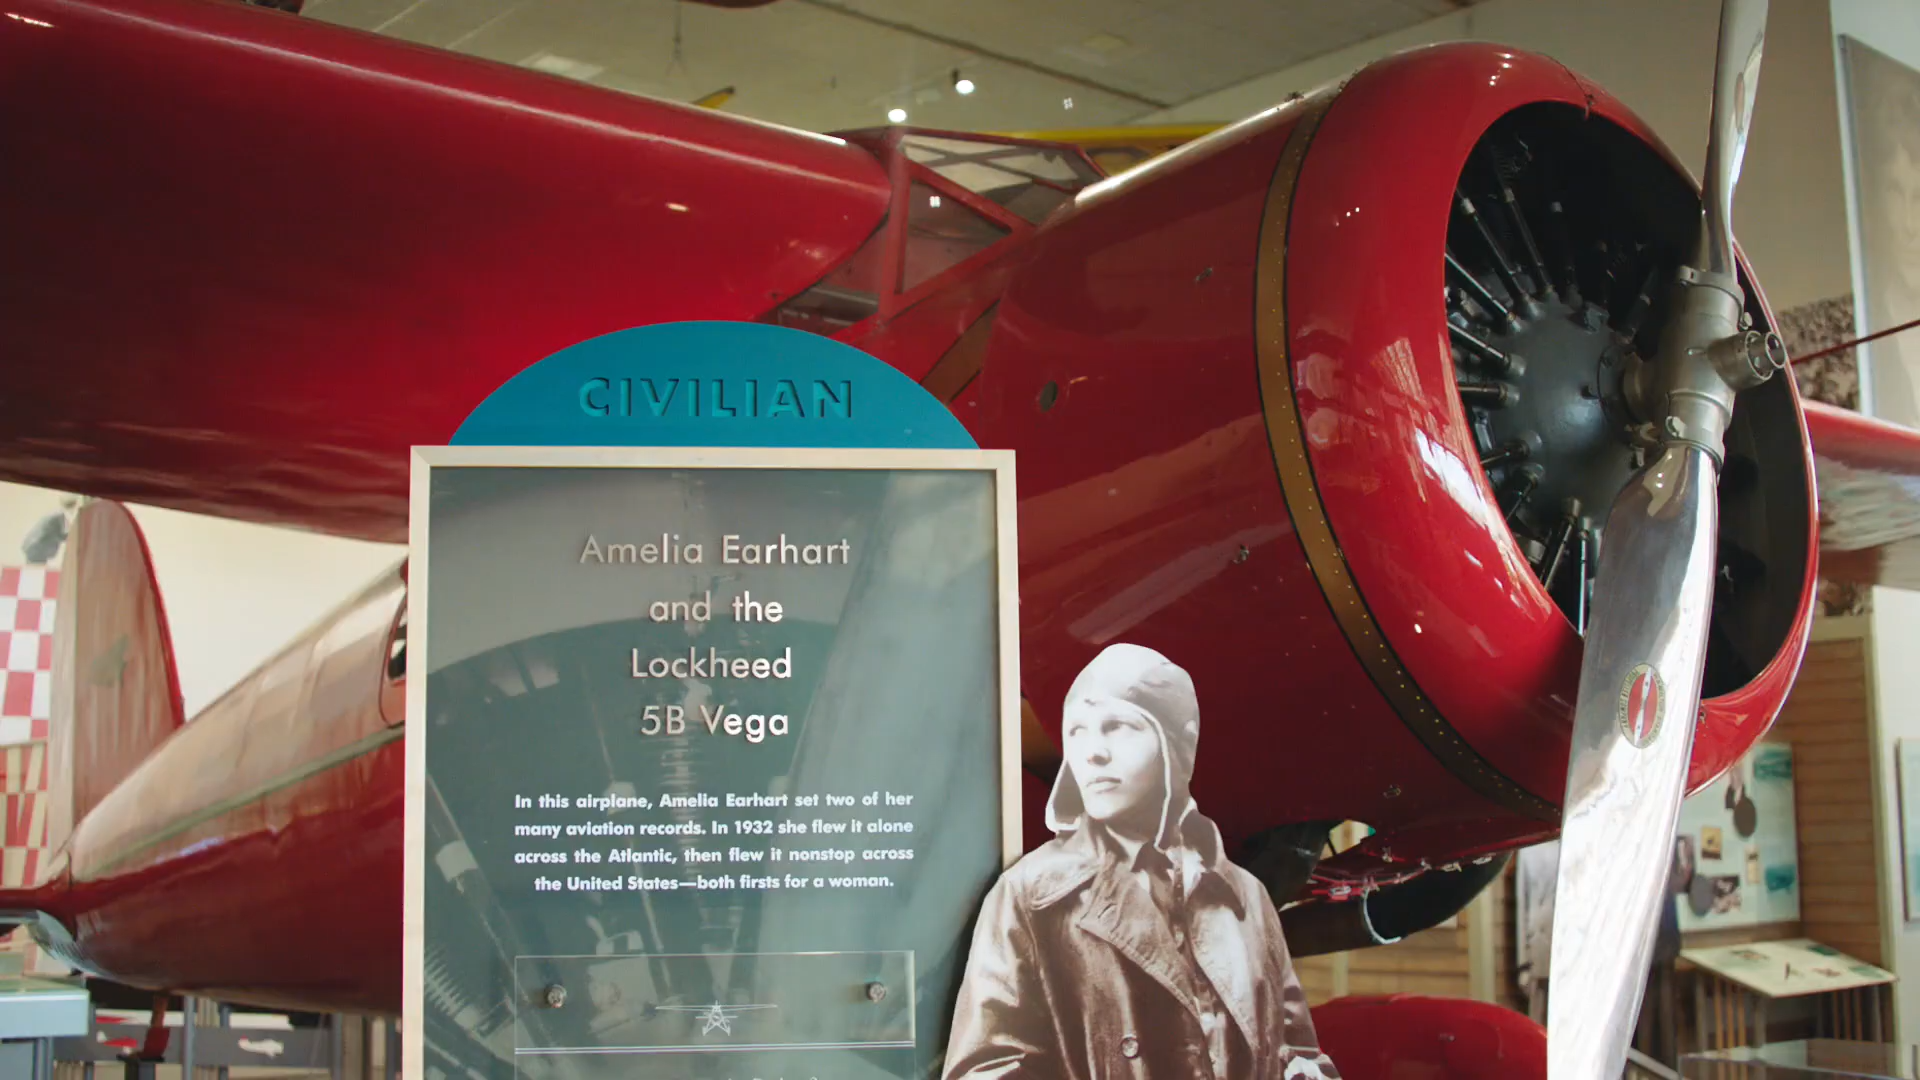 CIVILIAN
Amelia Earhart
and the
Lockheed
5B Vega
In this airplane, Amelia Earhart set two of her
many aviation records. In 1932 she flew it alone
across the Atlantic, then flew it nonstop across
the United States—both firsts for a woman.